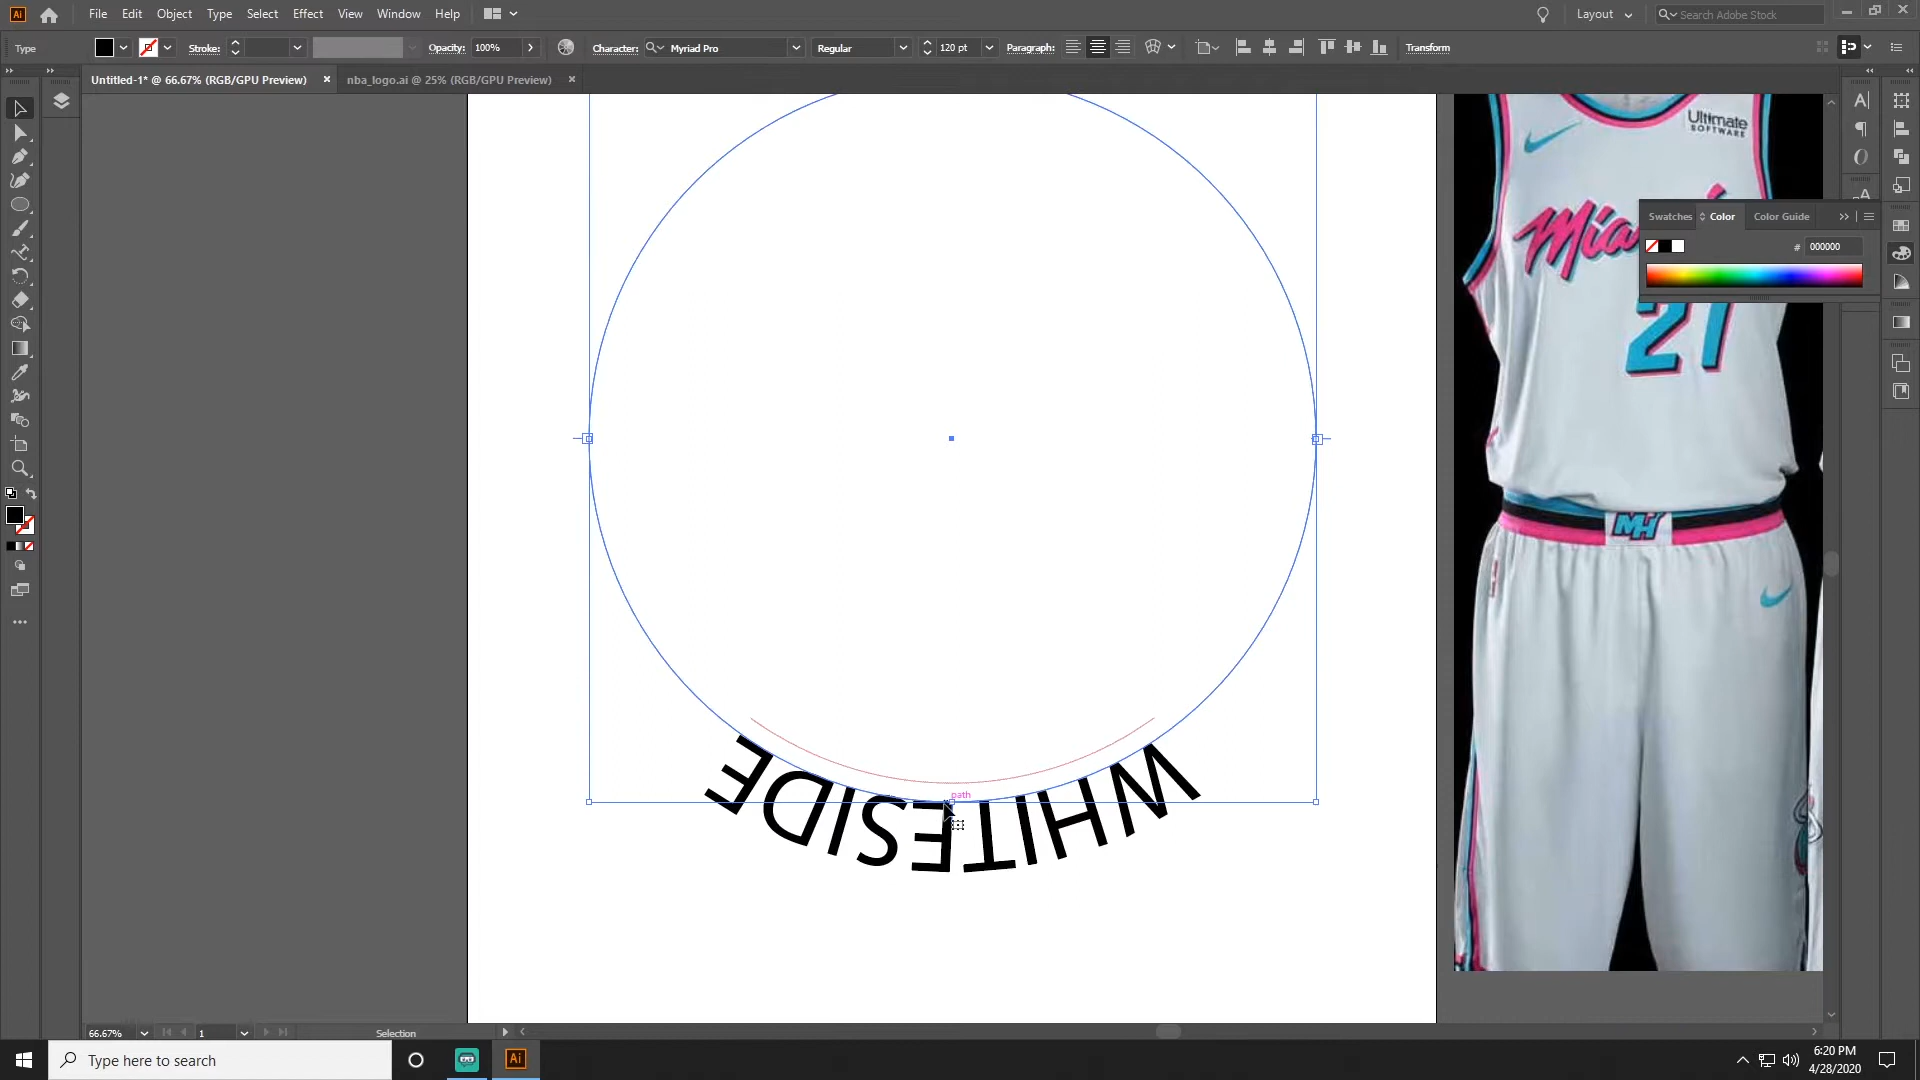 File Edit Object Type Select Effect View Window Help
Layout
Search Adobe Stock
Type
Stroke:
Opacity: 100%
Character: Myriad Pro
Regular
120 pt
Paragraph:
Transform
Untitled-1* @ 66.67% (RGB/GPU Preview)
nba_logo.ai @ 25% (RGB/GPU Preview)
Ultimate
SOFTWARE
Swatches Color Color Guide
# 000000
21
MH
path
WHITESIDE
66.67%
1
Selection
Type here to search
6:20 PM
4/28/2020